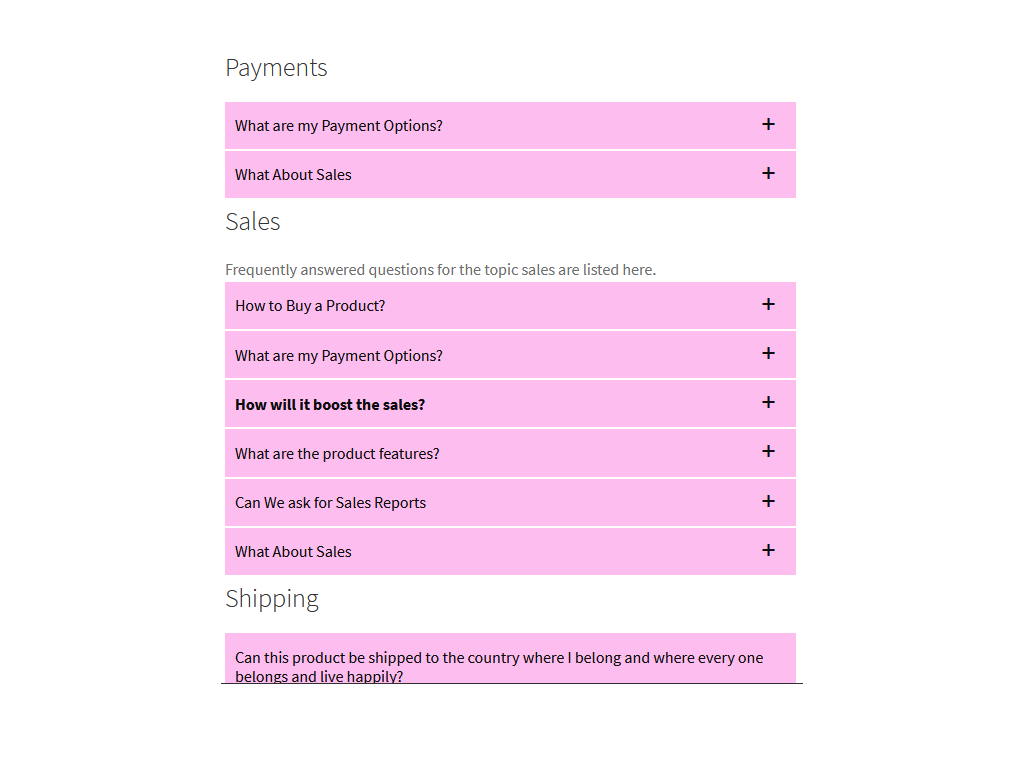 Payments
What are my Payment Options? +
What About Sales +
Sales
Frequently answered questions for the topic sales are listed here.
How to Buy a Product? +
What are my Payment Options? +
How will it boost the sales? +
What are the product features? +
Can We ask for Sales Reports +
What About Sales +
Shipping
Can this product be shipped to the country where I belong and where every one
belongs and live happily?